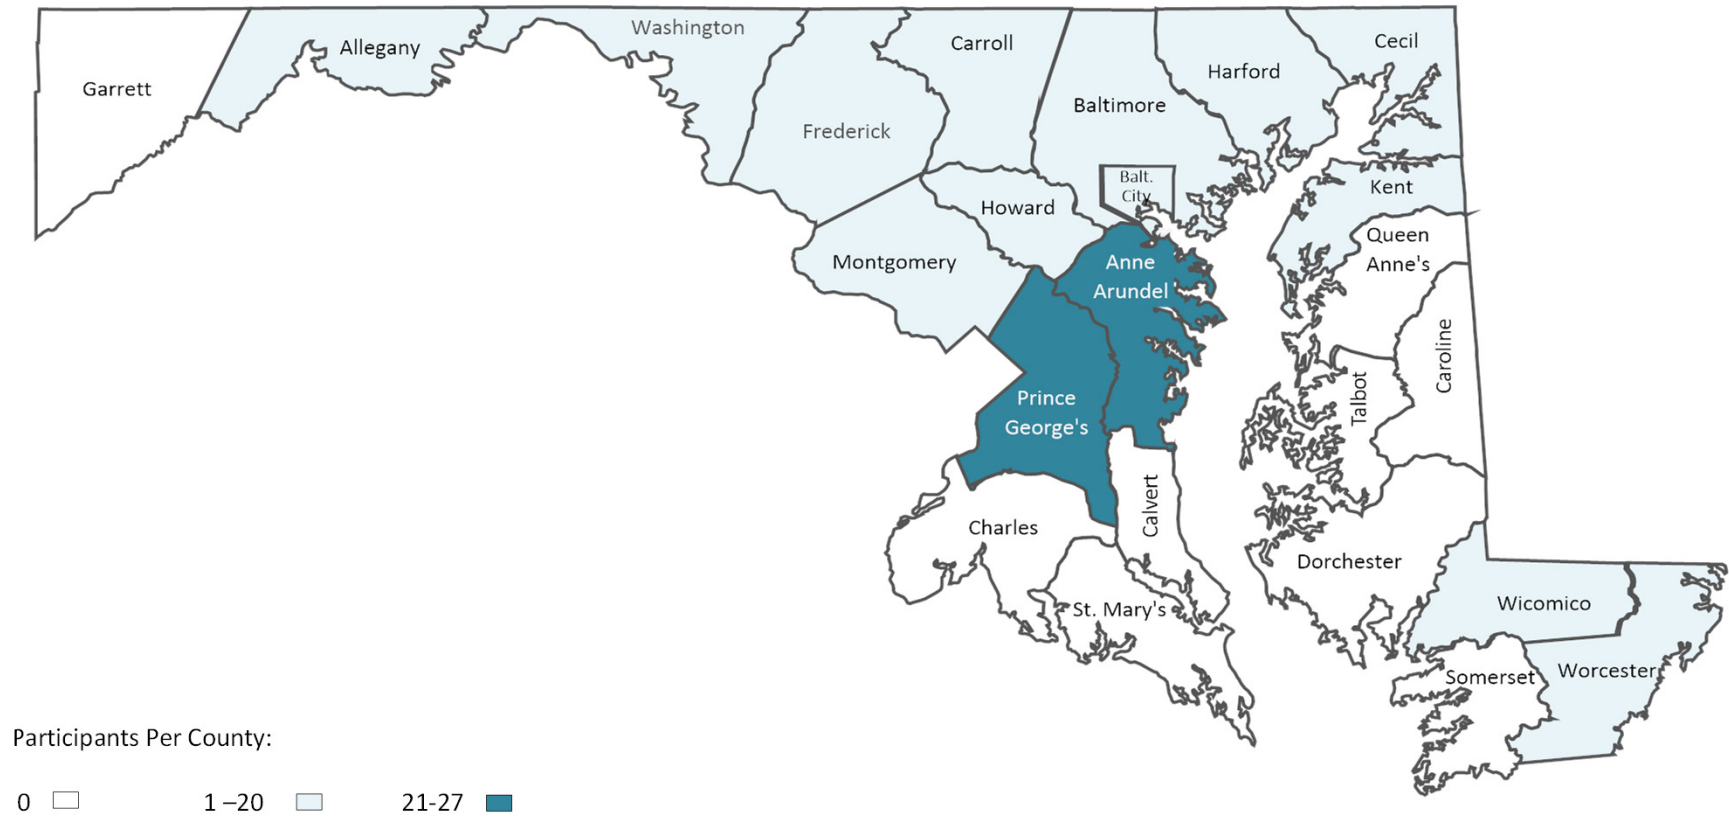 Washington
Cecil
Carroll
Allegany
Harford
Garrett
Baltimore
Frederick
Balt.
City
Kent
Howard
Queen
Anne's
Montgomery
Anne
Arundel
Caroline
Talbot
Prince
George's
Calvert
Charles
Dorchester
Wicomico
St. Mary's
Worcester
Somerset
Participants Per County:
0 1 –20 21-27